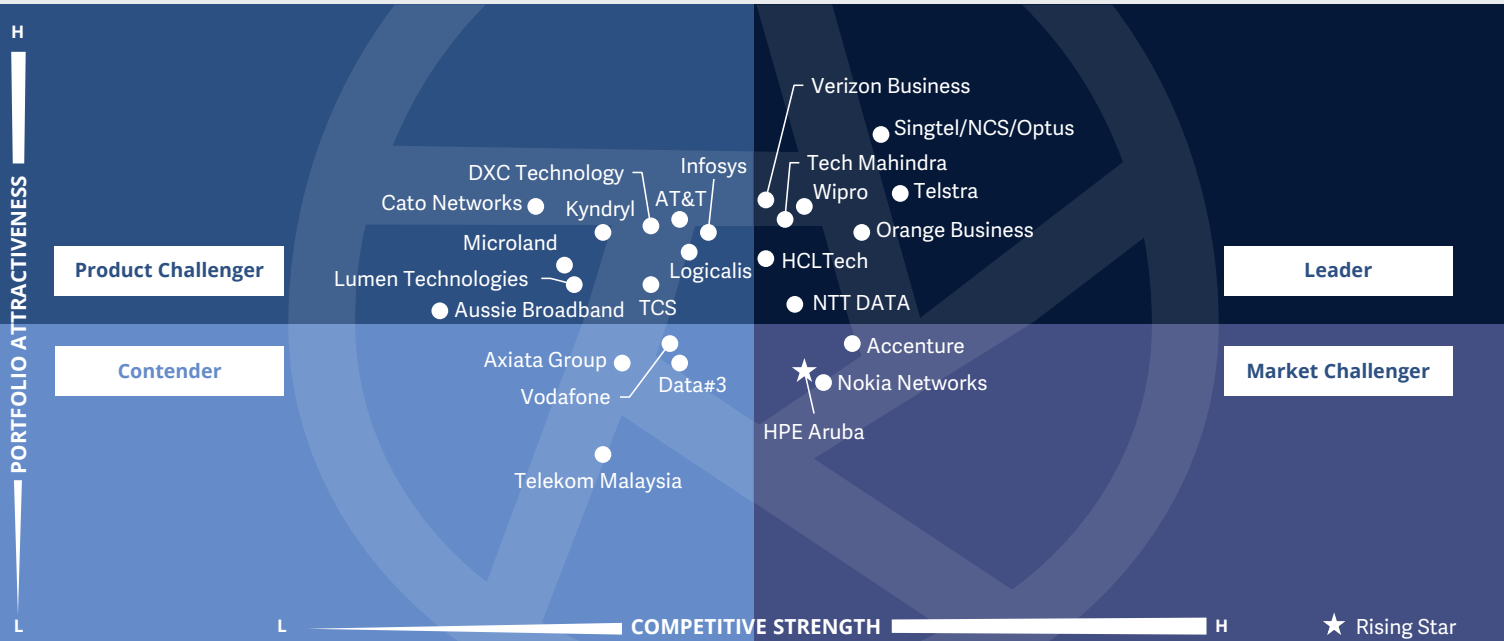 H
PORTFOLIO ATTRACTIVENESS
L
Product Challenger
Leader
Contender
Market Challenger
Verizon Business
Singtel/NCS/Optus
Tech Mahindra
Wipro
Telstra
Orange Business
HCLTech
NTT DATA
Infosys
DXC Technology
AT&T
Cato Networks
Kyndryl
Microland
Logicalis
Lumen Technologies
TCS
Aussie Broadband
Axiata Group
Data#3
Vodafone
Telekom Malaysia
Accenture
Nokia Networks
HPE Aruba
L
COMPETITIVE STRENGTH
H
Rising Star